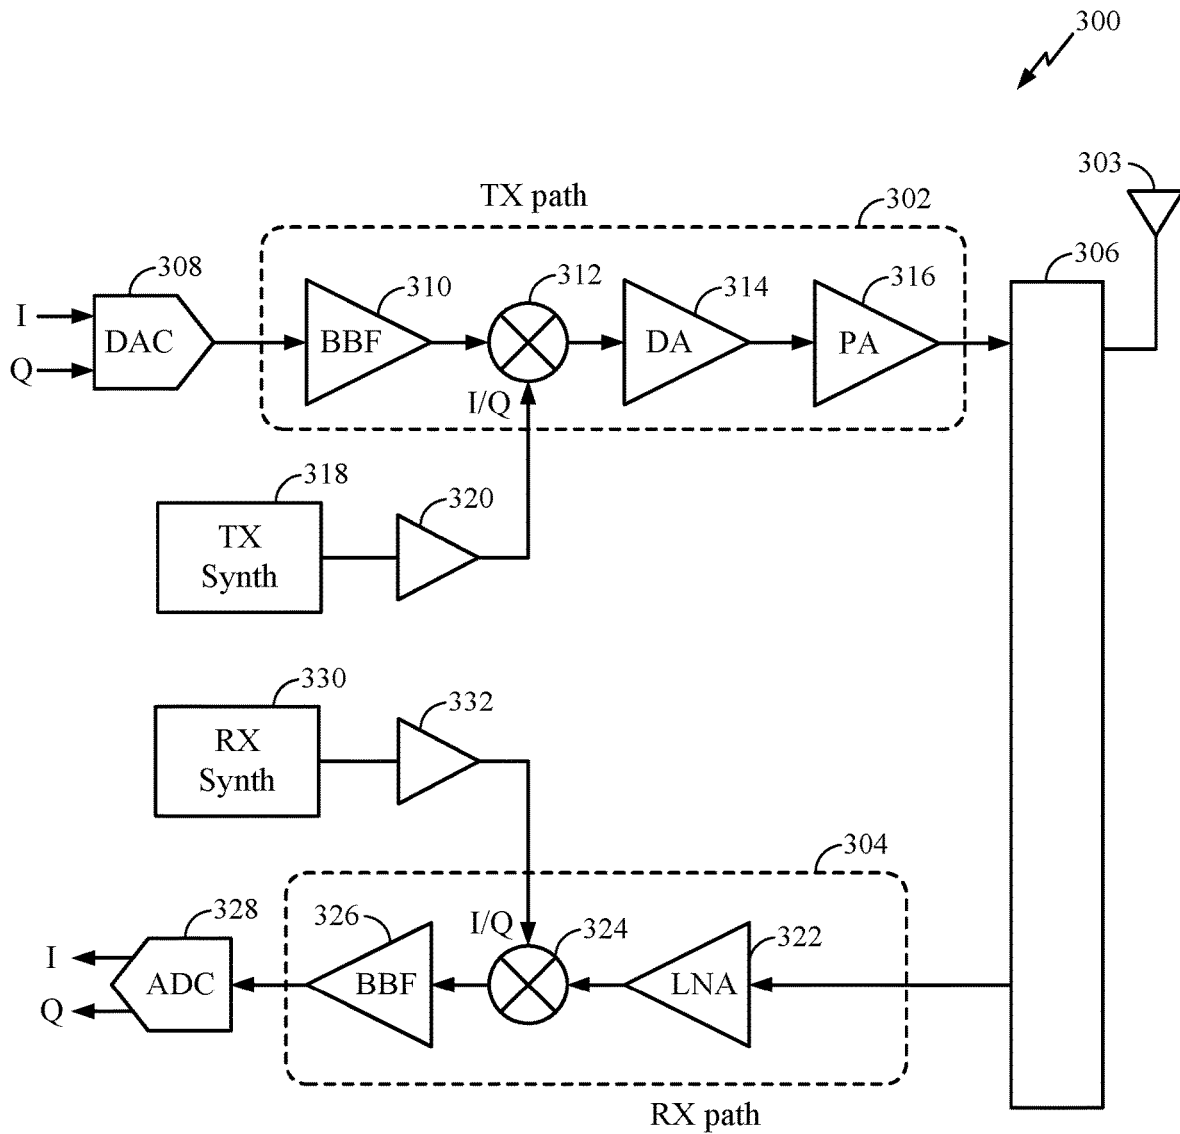 300
303
TX path
302
306
308
310
312
314
316
I
DAC
BBF
DA
PA
Q
I/Q
318
320
TX
Synth
330
332
RX
Synth
304
328
326
I/Q
324
322
I
ADC
BBF
LNA
Q
RX path